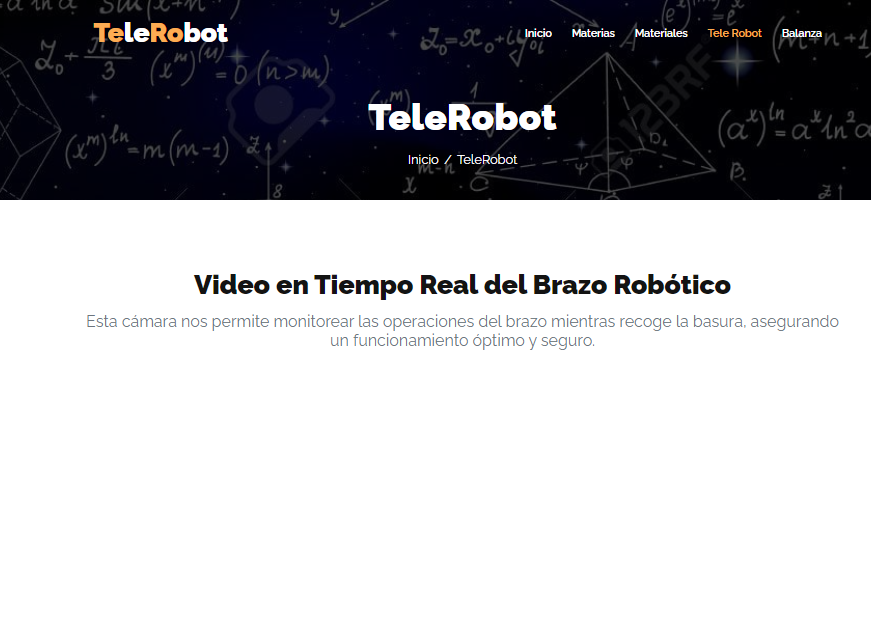 TeleRobot
Inicio Materias Materiales Tele Robot Balanza
TeleRobot
Inicio / TeleRobot
Video en Tiempo Real del Brazo Robótico
Esta cámara nos permite monitorear las operaciones del brazo mientras recoge la basura, asegurando
un funcionamiento óptimo y seguro.
123RF